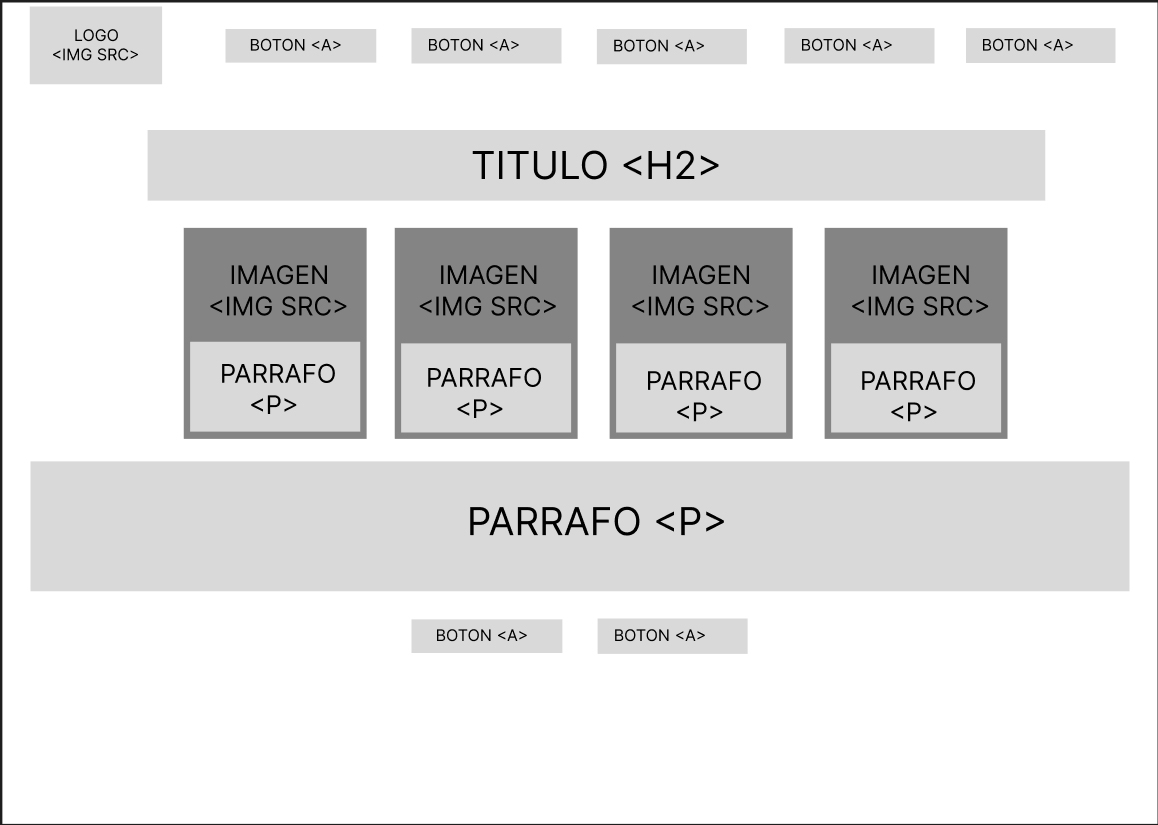 LOGO
<IMG SRC>
BOTON <A>
BOTON <A>
BOTON <A>
BOTON <A>
BOTON <A>
TITULO <H2>
IMAGEN
<IMG SRC>
PARRAFO
<P>
IMAGEN
<IMG SRC>
PARRAFO
<P>
IMAGEN
<IMG SRC>
PARRAFO
<P>
IMAGEN
<IMG SRC>
PARRAFO
<P>
PARRAFO <P>
BOTON <A>
BOTON <A>